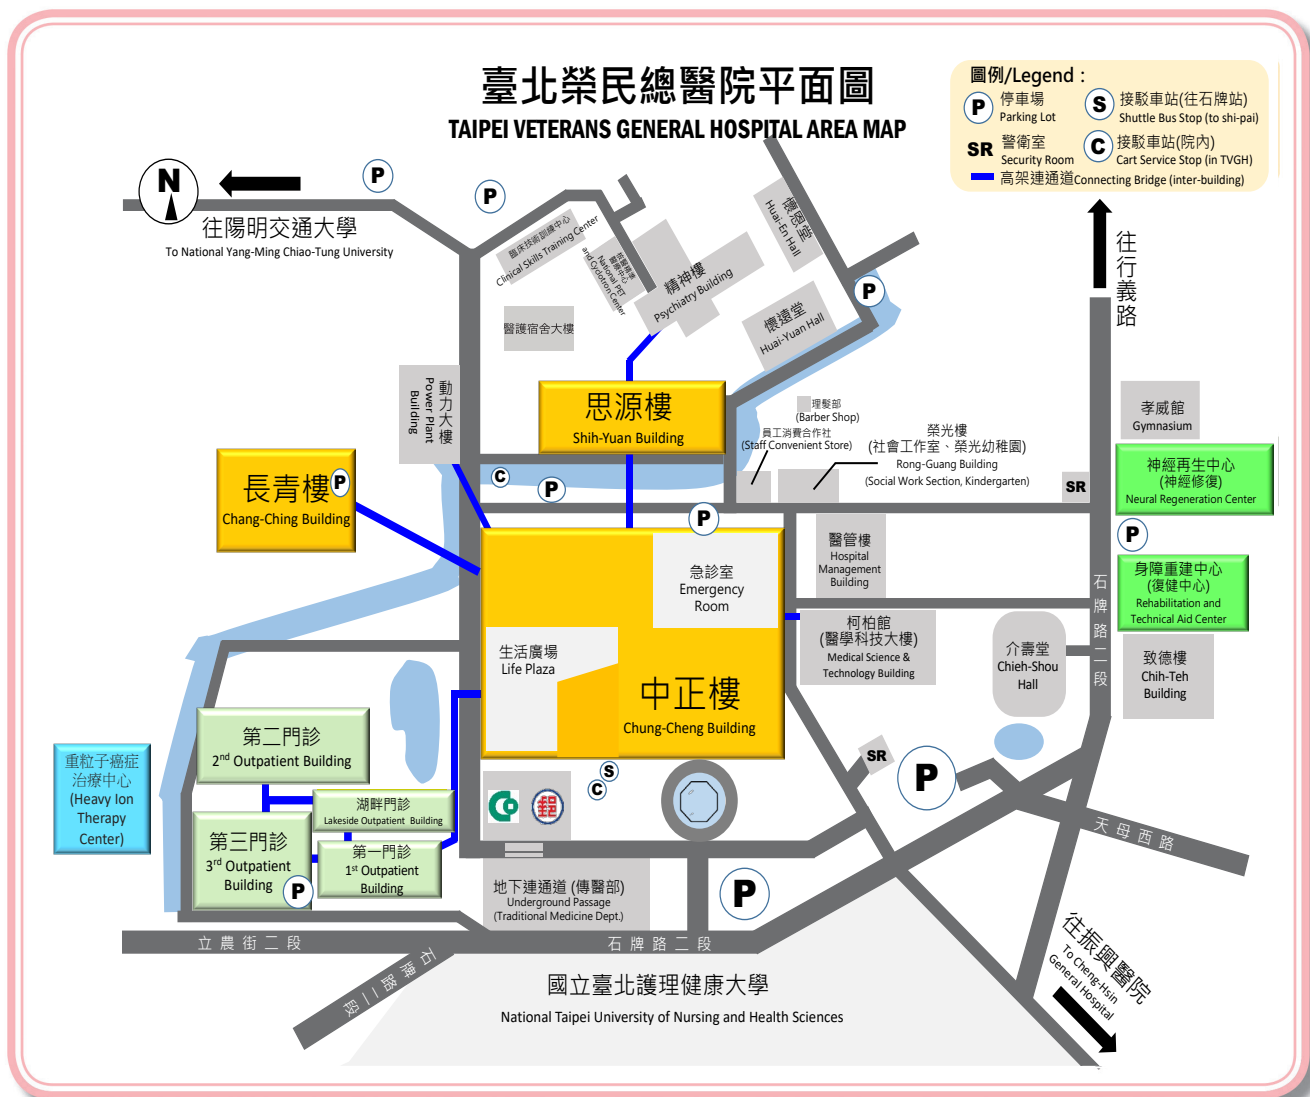 臺北榮民總醫院平面圖
TAIPEI VETERANS GENERAL HOSPITAL AREA MAP
圖例/Legend :
P
停車場
Parking Lot
S
接駁車站(往石牌站)
Shuttle Bus Stop (to shi-pai)
SR
警衛室
Security Room
C
接駁車站(院內)
Cart Service Stop (in TVGH)
高架連通道Connecting Bridge (inter-building)
N
往陽明交通大學
To National Yang-Ming Chiao-Tung University
P
P
臨床技術訓練中心
Clinical Skills Training Center
醫療中心
National PET
and Cyclotron Center
精神樓
Psychiatry Building
懷恩堂
Huai-En Hall
懷遠堂
Huai-Yuan Hall
P
往行義路
醫護宿舍大樓
動力大樓
Power Plant
Building
思源樓
Shih-Yuan Building
理髮部
(Barber Shop)
員工消費合作社
(Staff Convenient Store)
榮光樓
(社會工作室、榮光幼稚園)
Rong-Guang Building
(Social Work Section, Kindergarten)
孝威館
Gymnasium
神經再生中心
(神經修復)
Neural Regeneration Center
SR
長青樓
P
Chang-Ching Building
C
P
P
P
急診室
Emergency
Room
醫管樓
Hospital
Management
Building
身障重建中心
(復健中心)
Rehabilitation and
Technical Aid Center
石牌路二段
生活廣場
Life Plaza
中正樓
Chung-Cheng Building
柯柏館
(醫學科技大樓)
Medical Science &
Technology Building
介壽堂
Chieh-Shou
Hall
致德樓
Chih-Teh
Building
第二門診
2nd Outpatient Building
重粒子癌症
治療中心
(Heavy Ion
Therapy
Center)
湖畔門診
Lakeside Outpatient Building
第三門診
3rd Outpatient
Building
P
第一門診
1st Outpatient
Building
S
C
郵
SR
P
天母西路
地下連通道 (傳醫部)
Underground Passage
(Traditional Medicine Dept.)
P
立農街二段
石牌路二段
石牌路二段
往振興醫院
To Cheng-Hsin
General Hospital
國立臺北護理健康大學
National Taipei University of Nursing and Health Sciences